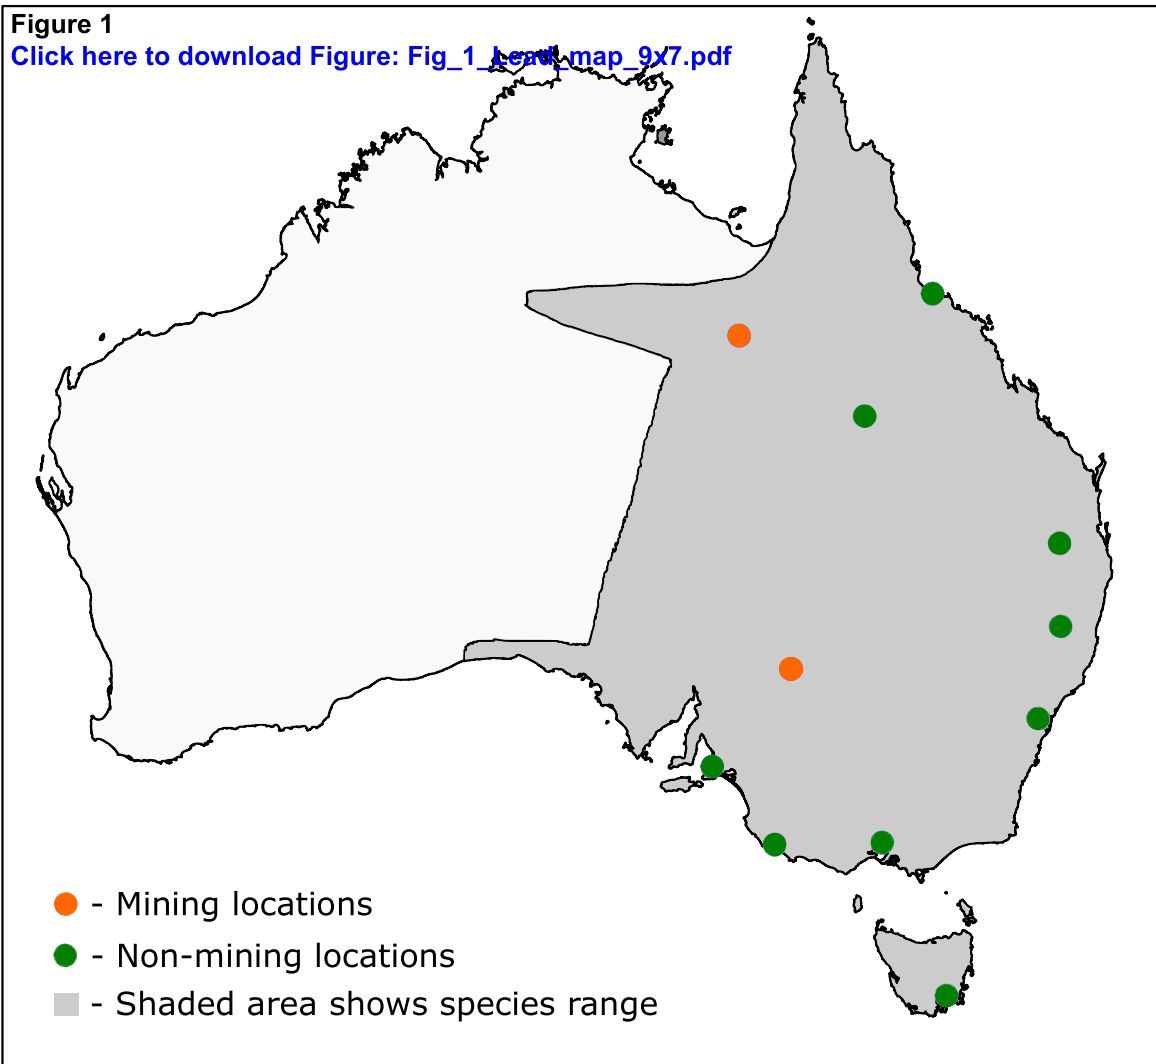 Figure 1
Click here to download Figure: Fig_1_Lead_map_9x7.pdf
- Mining locations
- Non-mining locations
- Shaded area shows species range